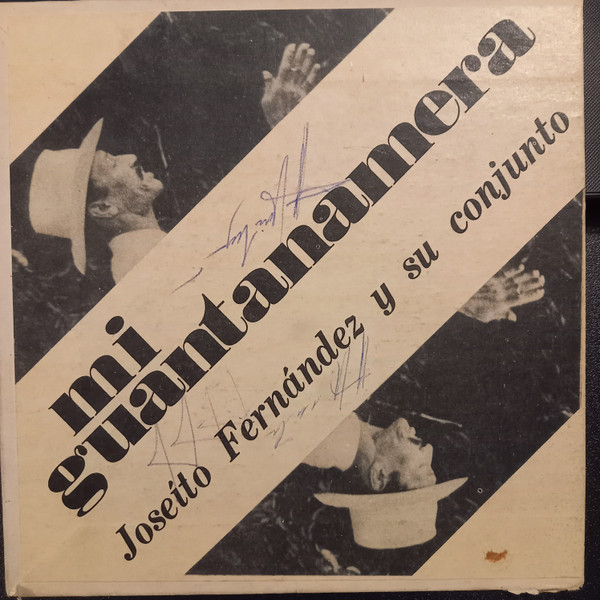 mi
guantanamera
Joseíto Fernández y su conjunto